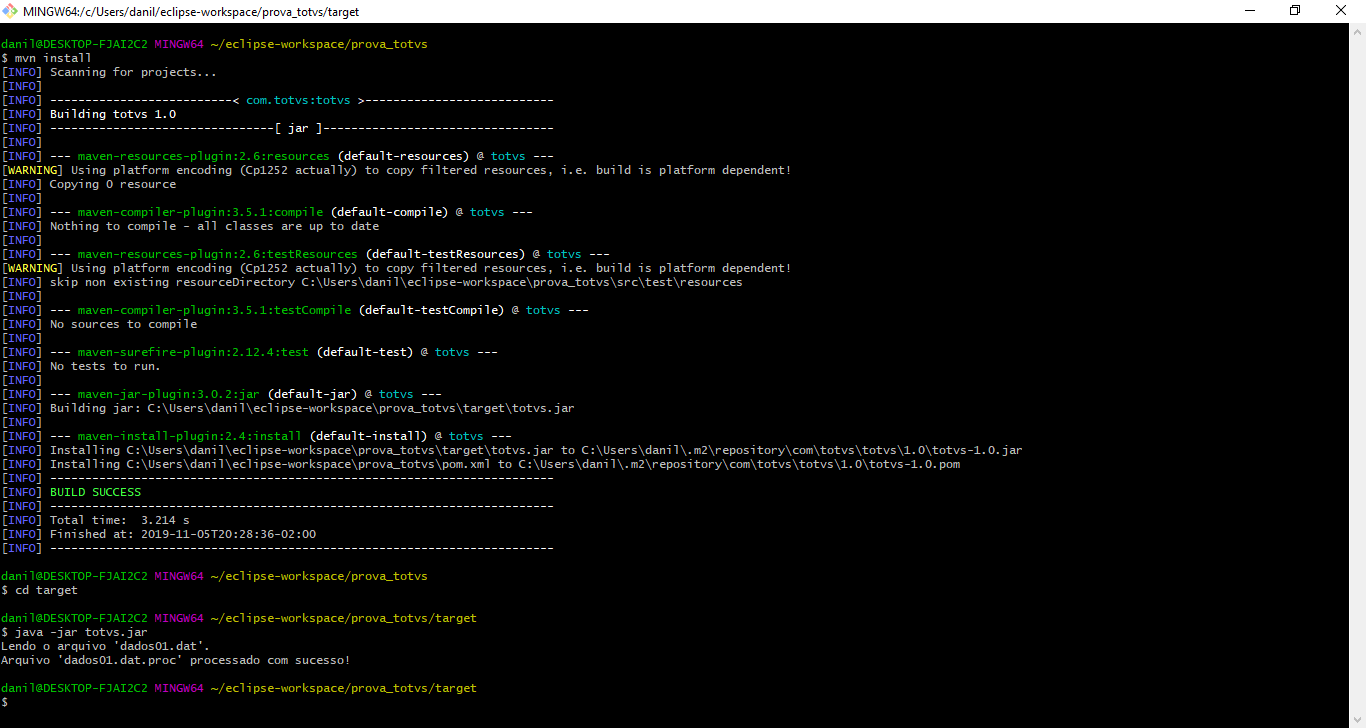 MINGW64:/c/Users/danil/eclipse-workspace/prova_totvs/target
danil@DESKTOP-FJAI2C2 MINGW64 ~/eclipse-workspace/prova_totvs
$ mvn install
[INFO] Scanning for projects...
[INFO]
[INFO] --------------------------< com.totvs:totvs >---------------------------
[INFO] Building totvs 1.0
[INFO] --------------------------------[ jar ]---------------------------------
[INFO]
[INFO] --- maven-resources-plugin:2.6:resources (default-resources) @ totvs ---
[WARNING] Using platform encoding (Cp1252 actually) to copy filtered resources, i.e. build is platform dependent!
[INFO] Copying 0 resource
[INFO]
[INFO] --- maven-compiler-plugin:3.5.1:compile (default-compile) @ totvs ---
[INFO] Nothing to compile - all classes are up to date
[INFO]
[INFO] --- maven-resources-plugin:2.6:testResources (default-testResources) @ totvs ---
[WARNING] Using platform encoding (Cp1252 actually) to copy filtered resources, i.e. build is platform dependent!
[INFO] skip non existing resourceDirectory C:\Users\danil\eclipse-workspace\prova_totvs\src\test\resources
[INFO]
[INFO] --- maven-compiler-plugin:3.5.1:testCompile (default-testCompile) @ totvs ---
[INFO] No sources to compile
[INFO]
[INFO] --- maven-surefire-plugin:2.12.4:test (default-test) @ totvs ---
[INFO] No tests to run.
[INFO]
[INFO] --- maven-jar-plugin:3.0.2:jar (default-jar) @ totvs ---
[INFO] Building jar: C:\Users\danil\eclipse-workspace\prova_totvs\target\totvs.jar
[INFO]
[INFO] --- maven-install-plugin:2.4:install (default-install) @ totvs ---
[INFO] Installing C:\Users\danil\eclipse-workspace\prova_totvs\target\totvs.jar to C:\Users\danil\.m2\repository\com\totvs\totvs\1.0\totvs-1.0.jar
[INFO] Installing C:\Users\danil\eclipse-workspace\prova_totvs\pom.xml to C:\Users\danil\.m2\repository\com\totvs\totvs\1.0\totvs-1.0.pom
[INFO] ------------------------------------------------------------------------
[INFO] BUILD SUCCESS
[INFO] ------------------------------------------------------------------------
[INFO] Total time:  3.214 s
[INFO] Finished at: 2019-11-05T20:28:36-02:00
[INFO] ------------------------------------------------------------------------
danil@DESKTOP-FJAI2C2 MINGW64 ~/eclipse-workspace/prova_totvs
$ cd target
danil@DESKTOP-FJAI2C2 MINGW64 ~/eclipse-workspace/prova_totvs/target
$ java -jar totvs.jar
Lendo o arquivo 'dados01.dat'.
Arquivo 'dados01.dat.proc' processado com sucesso!
danil@DESKTOP-FJAI2C2 MINGW64 ~/eclipse-workspace/prova_totvs/target
$